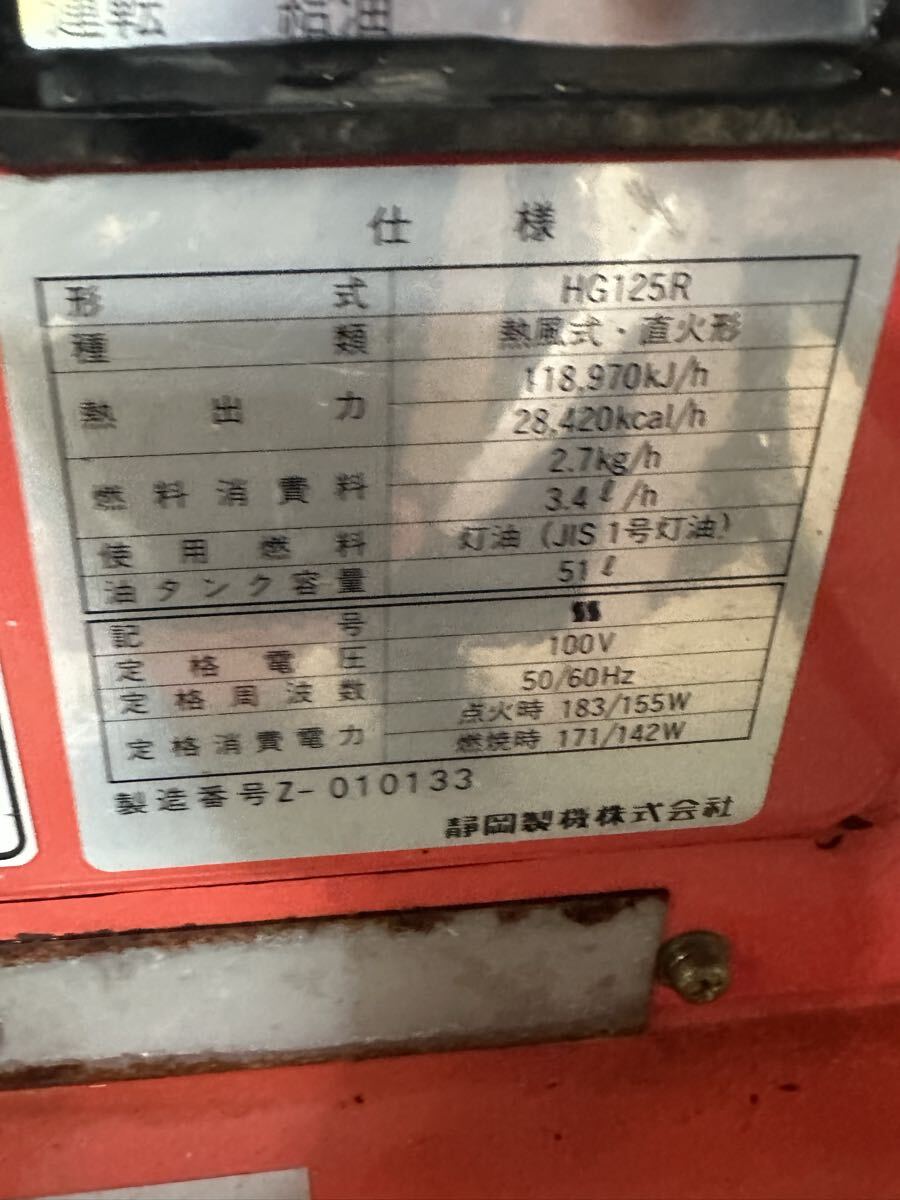 運転 給油
仕様
形式 HG125R
種類 熱風式・直火形
熱出力 118,970kJ/h
28,420kcal/h
燃料消費料 2.7kg/h
3.4ℓ/h
使用燃料 灯油(JIS 1号灯油)
油タンク容量 51ℓ
記号
定格電圧 100V
定格周波数 50/60Hz
定格消費電力 点火時 183/155W
燃焼時 171/142W
製造番号Z-010133
靜岡製機株式会社